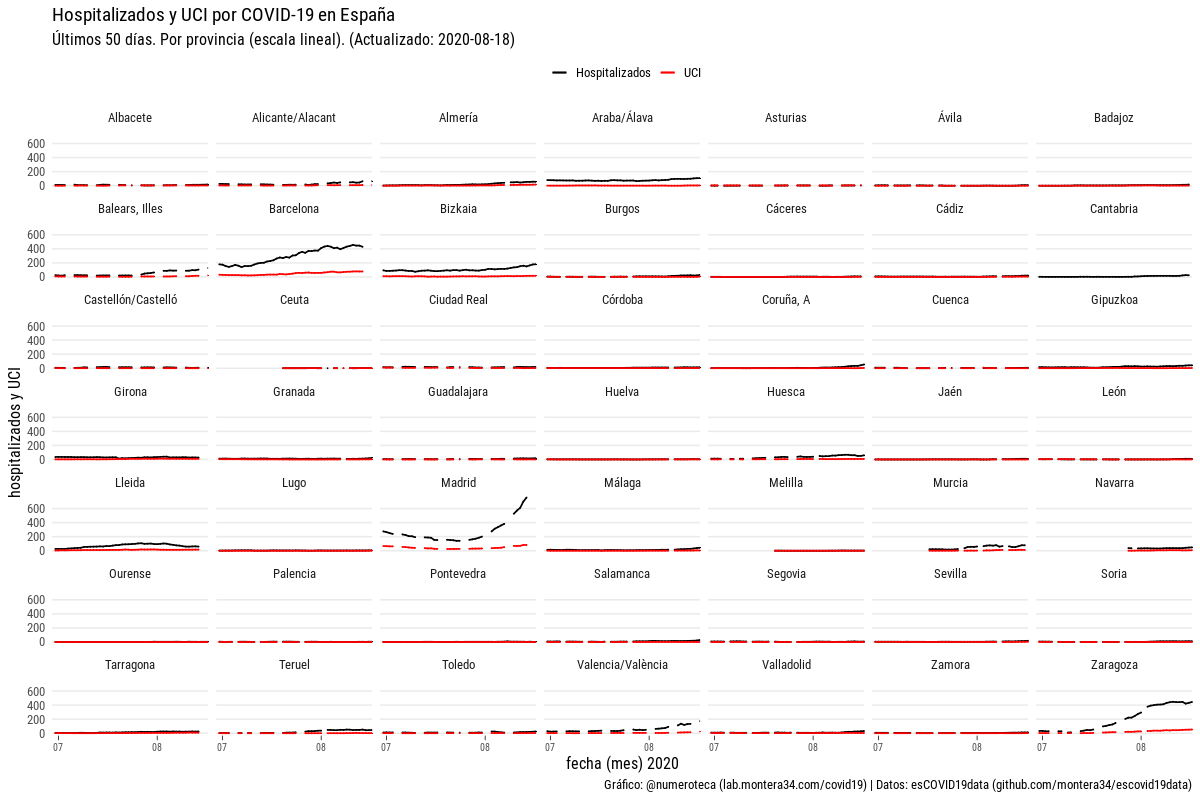 Hospitalizados y UCI por COVID-19 en España
Últimos 50 días. Por provincia (escala lineal). (Actualizado: 2020-08-18)
Hospitalizados UCI
Albacete Alicante/Alacant Almería Araba/Álava Asturias Ávila Badajoz
600
400
200
0
Balears, Illes Barcelona Bizkaia Burgos Cáceres Cádiz Cantabria
600
400
200
0
Castellón/Castelló Ceuta Ciudad Real Córdoba Coruña, A Cuenca Gipuzkoa
600
400
200
0
Girona Granada Guadalajara Huelva Huesca Jaén León
600
400
200
0
Lleida Lugo Madrid Málaga Melilla Murcia Navarra
600
400
200
0
Ourense Palencia Pontevedra Salamanca Segovia Sevilla Soria
600
400
200
0
Tarragona Teruel Toledo Valencia/València Valladolid Zamora Zaragoza
600
400
200
0
07 08 07 08 07 08 07 08 07 08 07 08 07 08
hospitalizados y UCI
fecha (mes) 2020
Gráfico: @numeroteca (lab.montera34.com/covid19) | Datos: esCOVID19data (github.com/montera34/escovid19data)